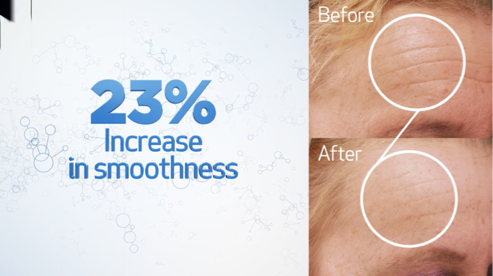 23%
Increase
in smoothness
Before
After